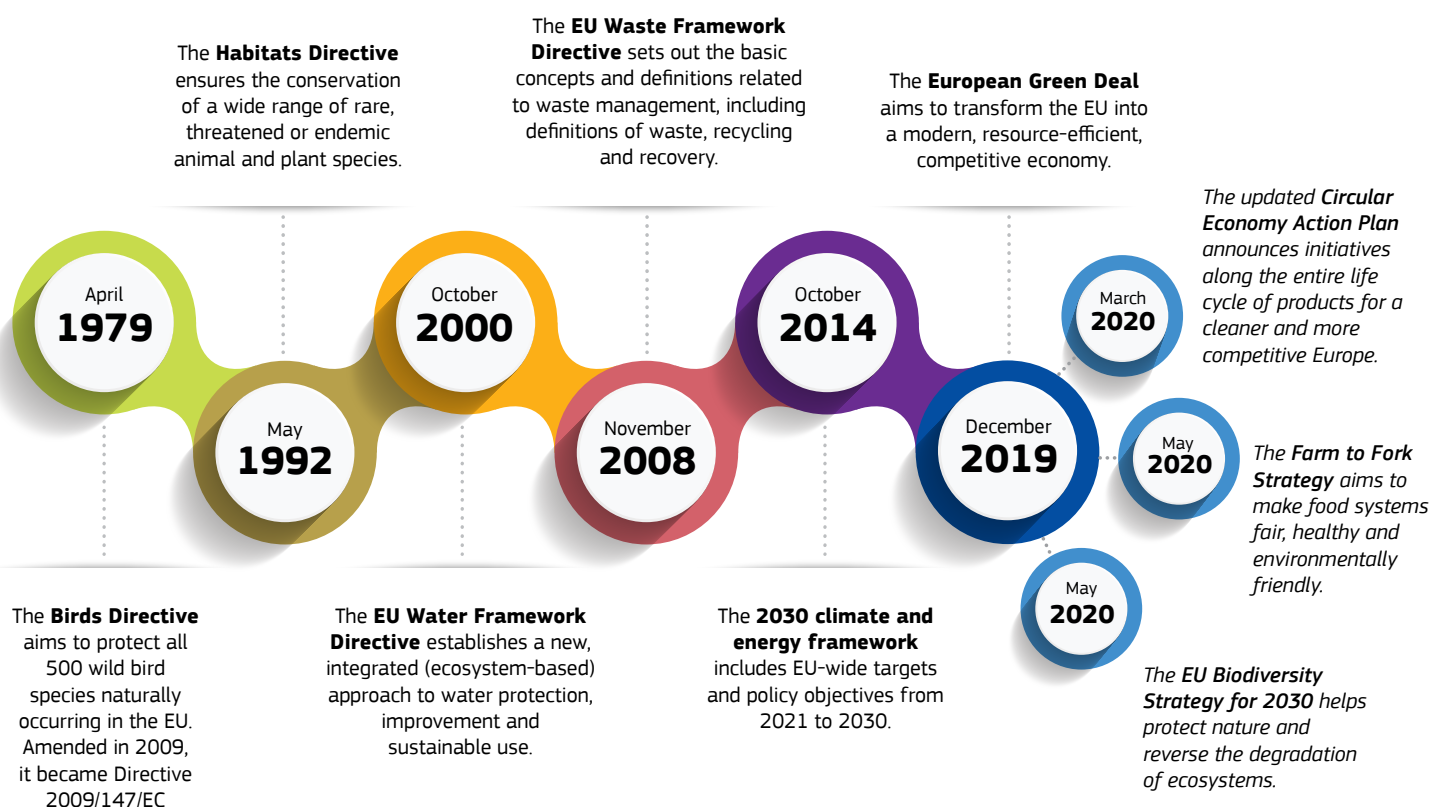 The Habitats Directive
ensures the conservation
of a wide range of rare,
threatened or endemic
animal and plant species.
The EU Waste Framework
Directive sets out the basic
concepts and definitions related
to waste management, including
definitions of waste, recycling
and recovery.
The European Green Deal
aims to transform the EU into
a modern, resource-efficient,
competitive economy.
The updated Circular
Economy Action Plan
announces initiatives
along the entire life
cycle of products for a
cleaner and more
competitive Europe.
April
1979
May
1992
October
2000
November
2008
October
2014
December
2019
March
2020
May
2020
The Farm to Fork
Strategy aims to
make food systems
fair, healthy and
environmentally
friendly.
May
2020
The Birds Directive
aims to protect all
500 wild bird
species naturally
occurring in the EU.
Amended in 2009,
it became Directive
2009/147/EC
The EU Water Framework
Directive establishes a new,
integrated (ecosystem-based)
approach to water protection,
improvement and
sustainable use.
The 2030 climate and
energy framework
includes EU-wide targets
and policy objectives from
2021 to 2030.
The EU Biodiversity
Strategy for 2030 helps
protect nature and
reverse the degradation
of ecosystems.